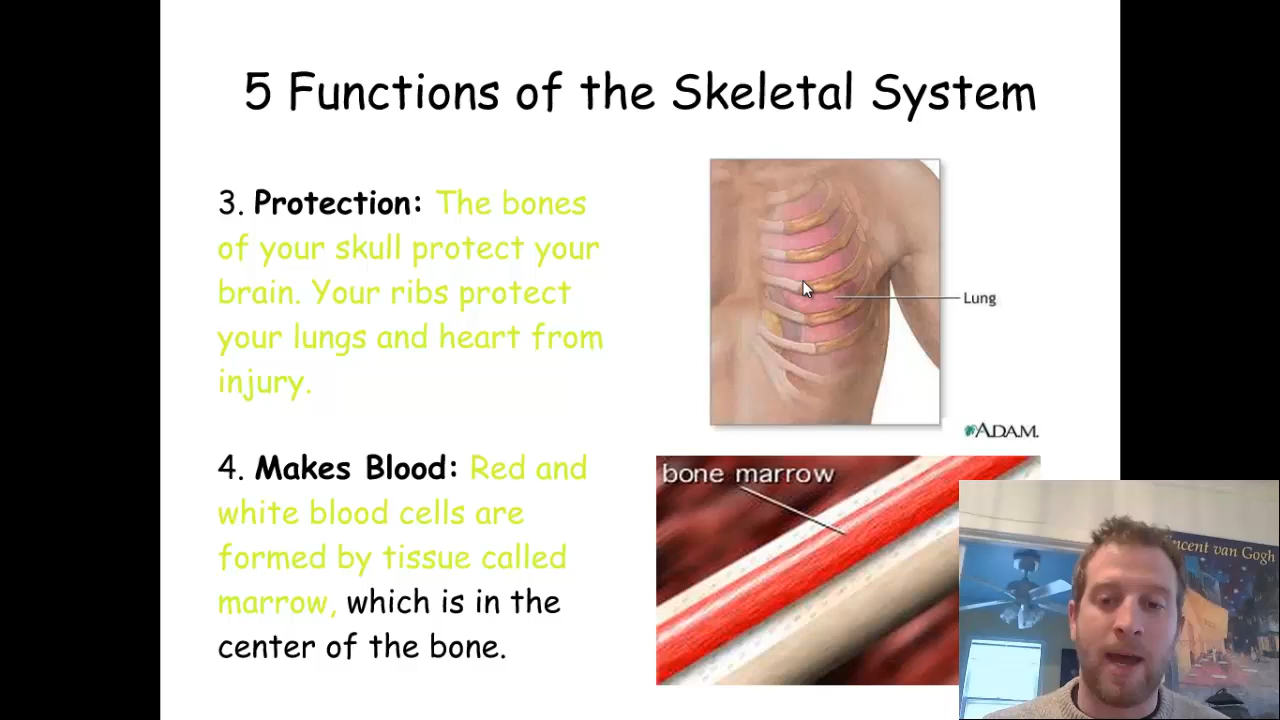 5 Functions of the Skeletal System
3. Protection: The bones
of your skull protect your
brain. Your ribs protect
your lungs and heart from
injury.
Lung
ADAM.
4. Makes Blood: Red and
white blood cells are
formed by tissue called
marrow, which is in the
center of the bone.
bone marrow
incent van Gogh